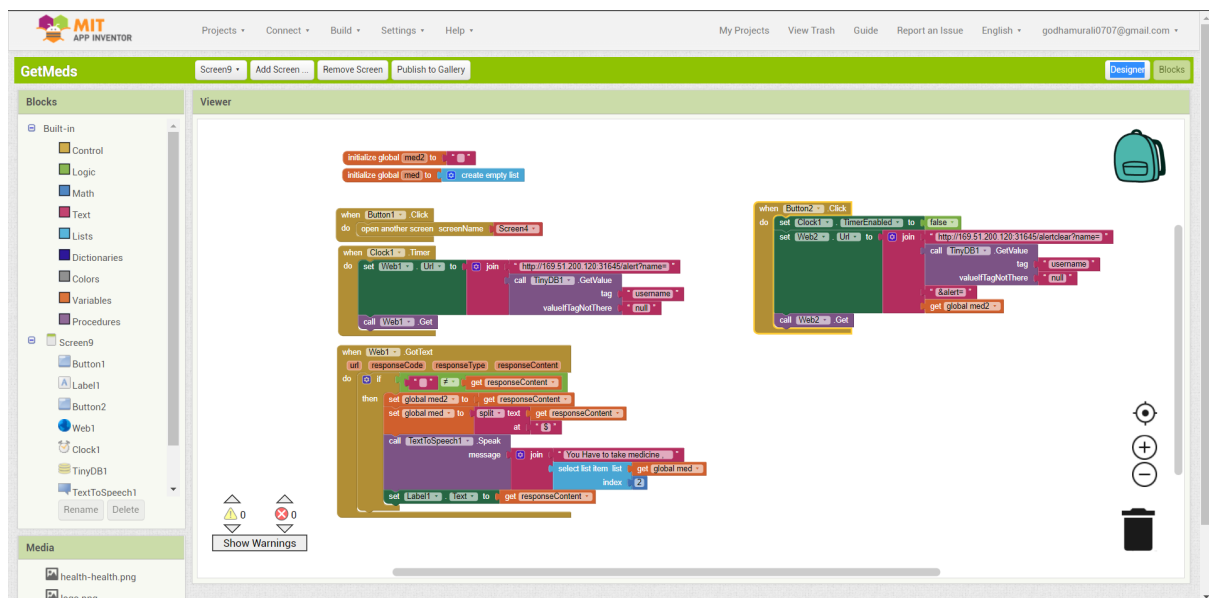 MIT
APP INVENTOR
Projects Connect Build Settings Help My Projects View Trash Guide Report an Issue English godhamurali0707@gmail.com
GetMeds Screen9 Add Screen ... Remove Screen Publish to Gallery Designer Blocks
Blocks
Viewer
Built-in
Control
Logic
Math
Text
Lists
Dictionaries
Colors
Variables
Procedures
Screen9
Button1
Label1
Button2
Web1
Clock1
TinyDB1
TextToSpeech1
Rename Delete
Media
health-health.png
initialize global med2 to " "
initialize global med to create empty list
when Button1 .Click
do open another screen screenName Screen4
when Clock1 .Timer
do set Web1 . Url to join " http://169.51.200.120:31645/alert?name= "
call TinyDB1 .GetValue
tag " username "
valueIfTagNotThere " null "
call Web1 .Get
when Web1 .GotText
url responseCode responseType responseContent
do if " " ≠ get responseContent
then set global med2 to get responseContent
set global med to split text get responseContent
at " $ "
call TextToSpeech1 .Speak
message join " You Have to take medicine , "
select list item list get global med
index 2
set Label1 . Text to get responseContent
when Button2 .Click
do set Clock1 . TimerEnabled to false
set Web2 . Url to join " http://169.51.200.120:31645/alertclear?name= "
call TinyDB1 .GetValue
tag " username "
valueIfTagNotThere " null "
" &alert= "
get global med2
call Web2 .Get
0 0
Show Warnings